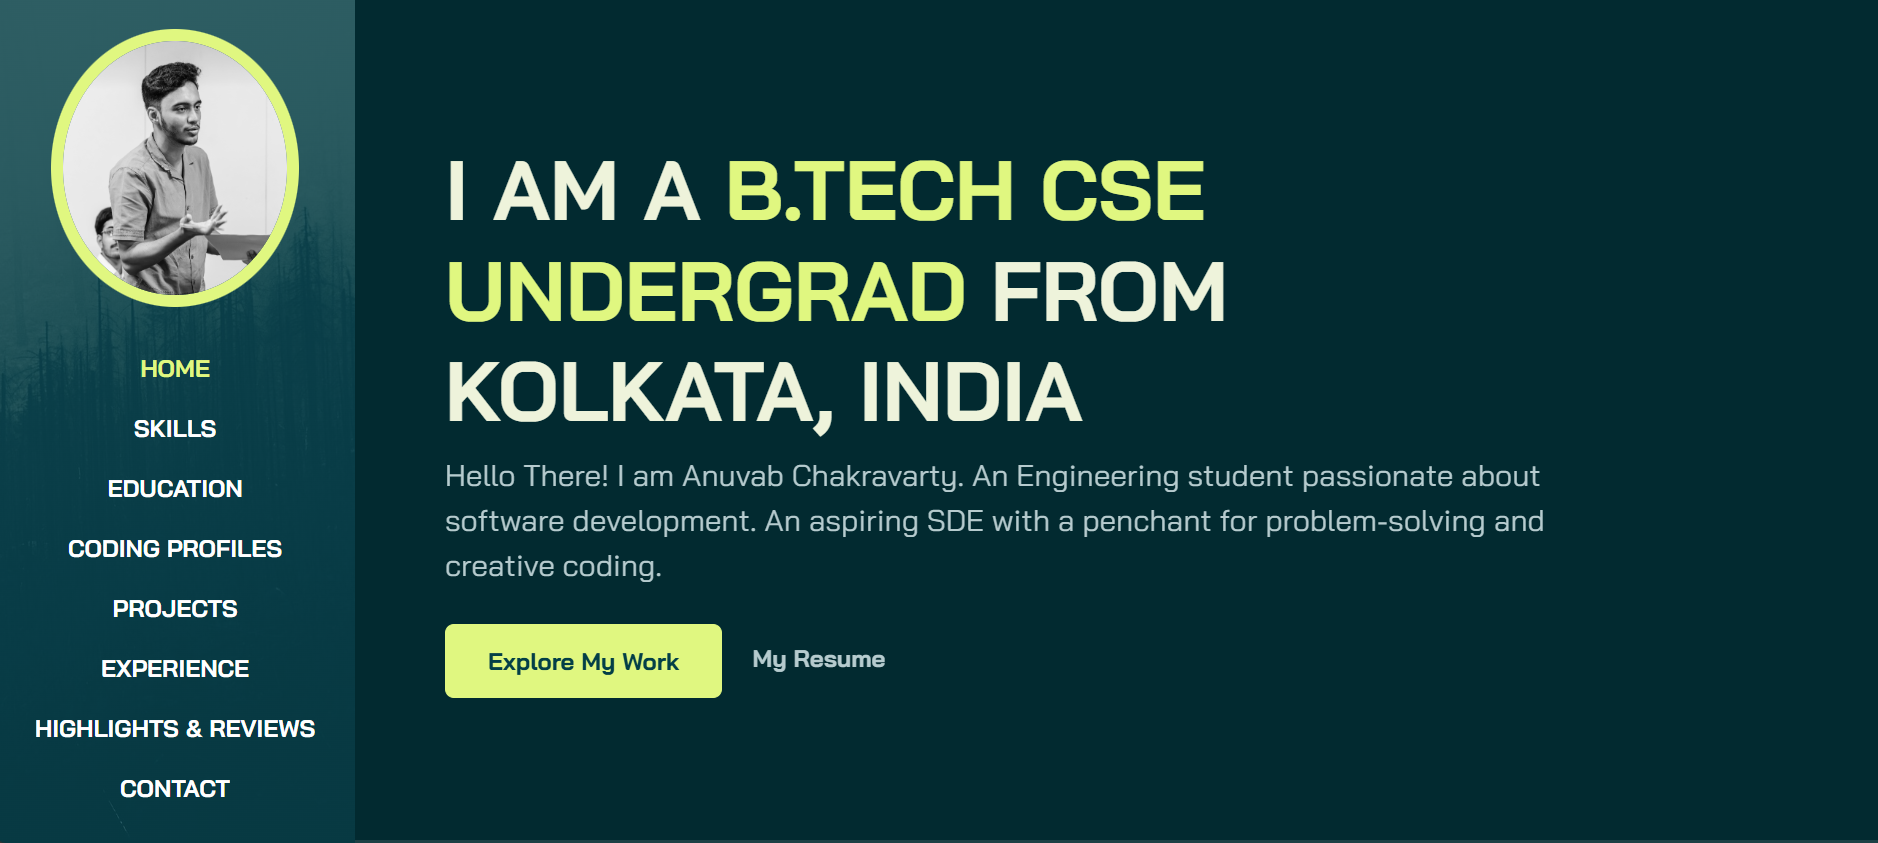 HOME
SKILLS
EDUCATION
CODING PROFILES
PROJECTS
EXPERIENCE
HIGHLIGHTS & REVIEWS
CONTACT
I AM A B.TECH CSE
UNDERGRAD FROM
KOLKATA, INDIA
Hello There! I am Anuvab Chakravarty. An Engineering student passionate about
software development. An aspiring SDE with a penchant for problem-solving and
creative coding.
Explore My Work
My Resume